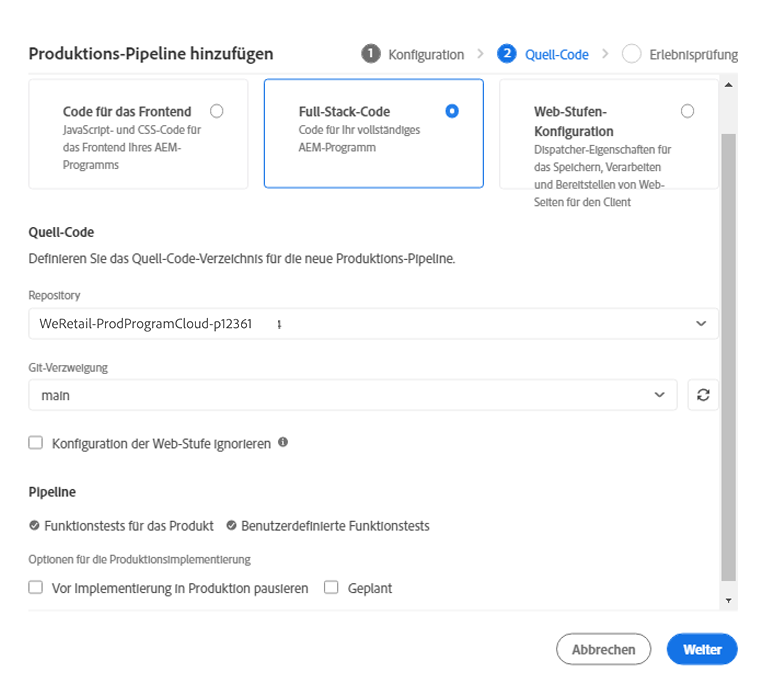 Produktions-Pipeline hinzufügen
1 Konfiguration > 2 Quell-Code > Erlebnisprüfung
Code für das Frontend
JavaScript- und CSS-Code für
das Frontend Ihres AEM-
Programms
Full-Stack-Code
Code für Ihr vollständiges
AEM-Programm
Web-Stufen-
Konfiguration
Dispatcher-Eigenschaften für
das Speichern, Verarbeiten
und Bereitstellen von Web-
Seiten für den Client
Quell-Code
Definieren Sie das Quell-Code-Verzeichnis für die neue Produktions-Pipeline.
Repository
WeRetail-ProdProgramCloud-p12361
Git-Verzweigung
main
Konfiguration der Web-Stufe ignorieren
Pipeline
Funktionstests für das Produkt Benutzerdefinierte Funktionstests
Optionen für die Produktionsimplementierung
Vor Implementierung in Produktion pausieren Geplant
Abbrechen Weiter